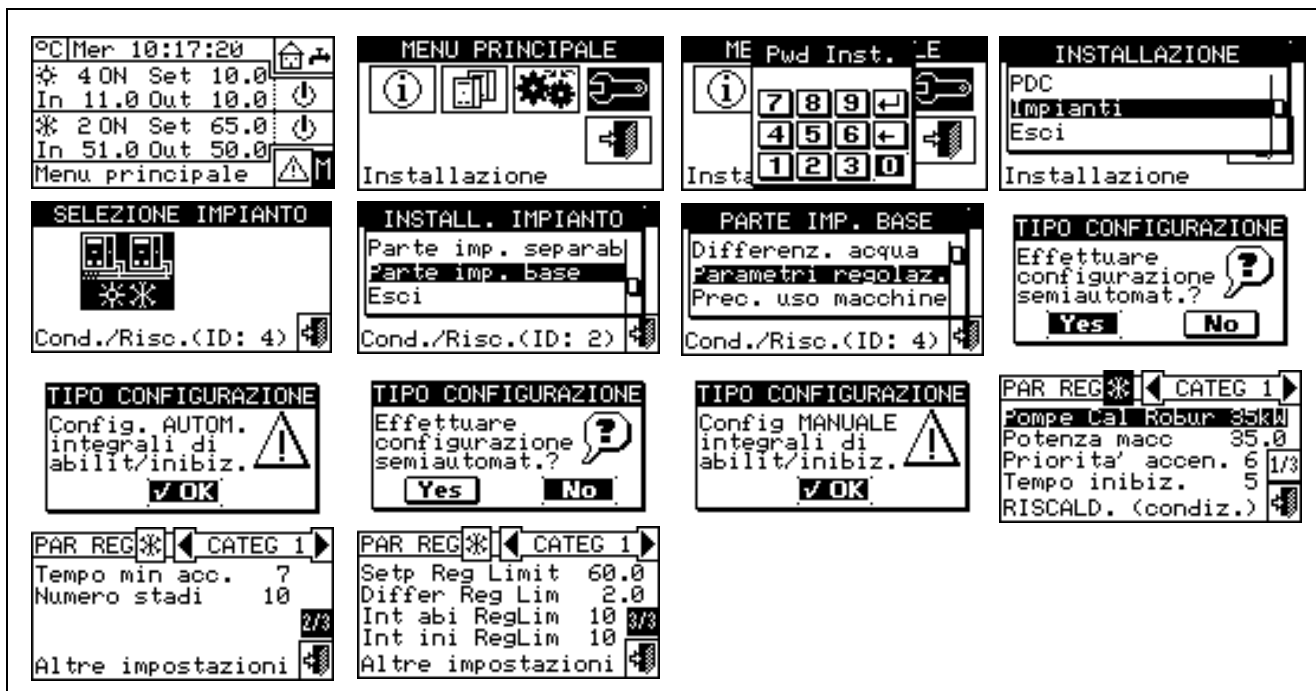 °C Mer 10:17:20
4 ON Set 10.0
In 11.0 Out 10.0
2 ON Set 65.0
In 51.0 Out 50.0
Menu principale M
MENU PRINCIPALE
i
Installazione
ME Pwd Inst. LE
i
7 8 9 ↵
4 5 6 ←
1 2 3 0
Insta
INSTALLAZIONE
PDC
Impianti
Esci
Installazione
SELEZIONE IMPIANTO
Cond./Risc.(ID: 4)
INSTALL. IMPIANTO
Parte imp. separab
Parte imp. base
Esci
Cond./Risc.(ID: 2)
PARTE IMP. BASE
Differenz. acqua
Parametri regolaz.
Prec. uso macchine
Cond./Risc.(ID: 4)
TIPO CONFIGURAZIONE
Effettuare
configurazione
semiautomat.?
?
Yes No
TIPO CONFIGURAZIONE
Config. AUTOM.
integrali di
abilit/inibiz.
!
√ OK
TIPO CONFIGURAZIONE
Effettuare
configurazione
semiautomat.?
?
Yes No
TIPO CONFIGURAZIONE
Config MANUALE
integrali di
abilit/inibiz.
!
√ OK
PAR REG CATEG 1
Pompe Cal Robur 35kW
Potenza macc 35.0
Priorita' accen. 6 1/3
Tempo inibiz. 5
RISCALD. (condiz.)
PAR REG CATEG 1
Tempo min acc. 7
Numero stadi 10
2/3
Altre impostazioni
PAR REG CATEG 1
Setp Reg Limit 60.0
Differ Reg Lim 2.0
Int abi RegLim 10 3/3
Int ini RegLim 10
Altre impostazioni